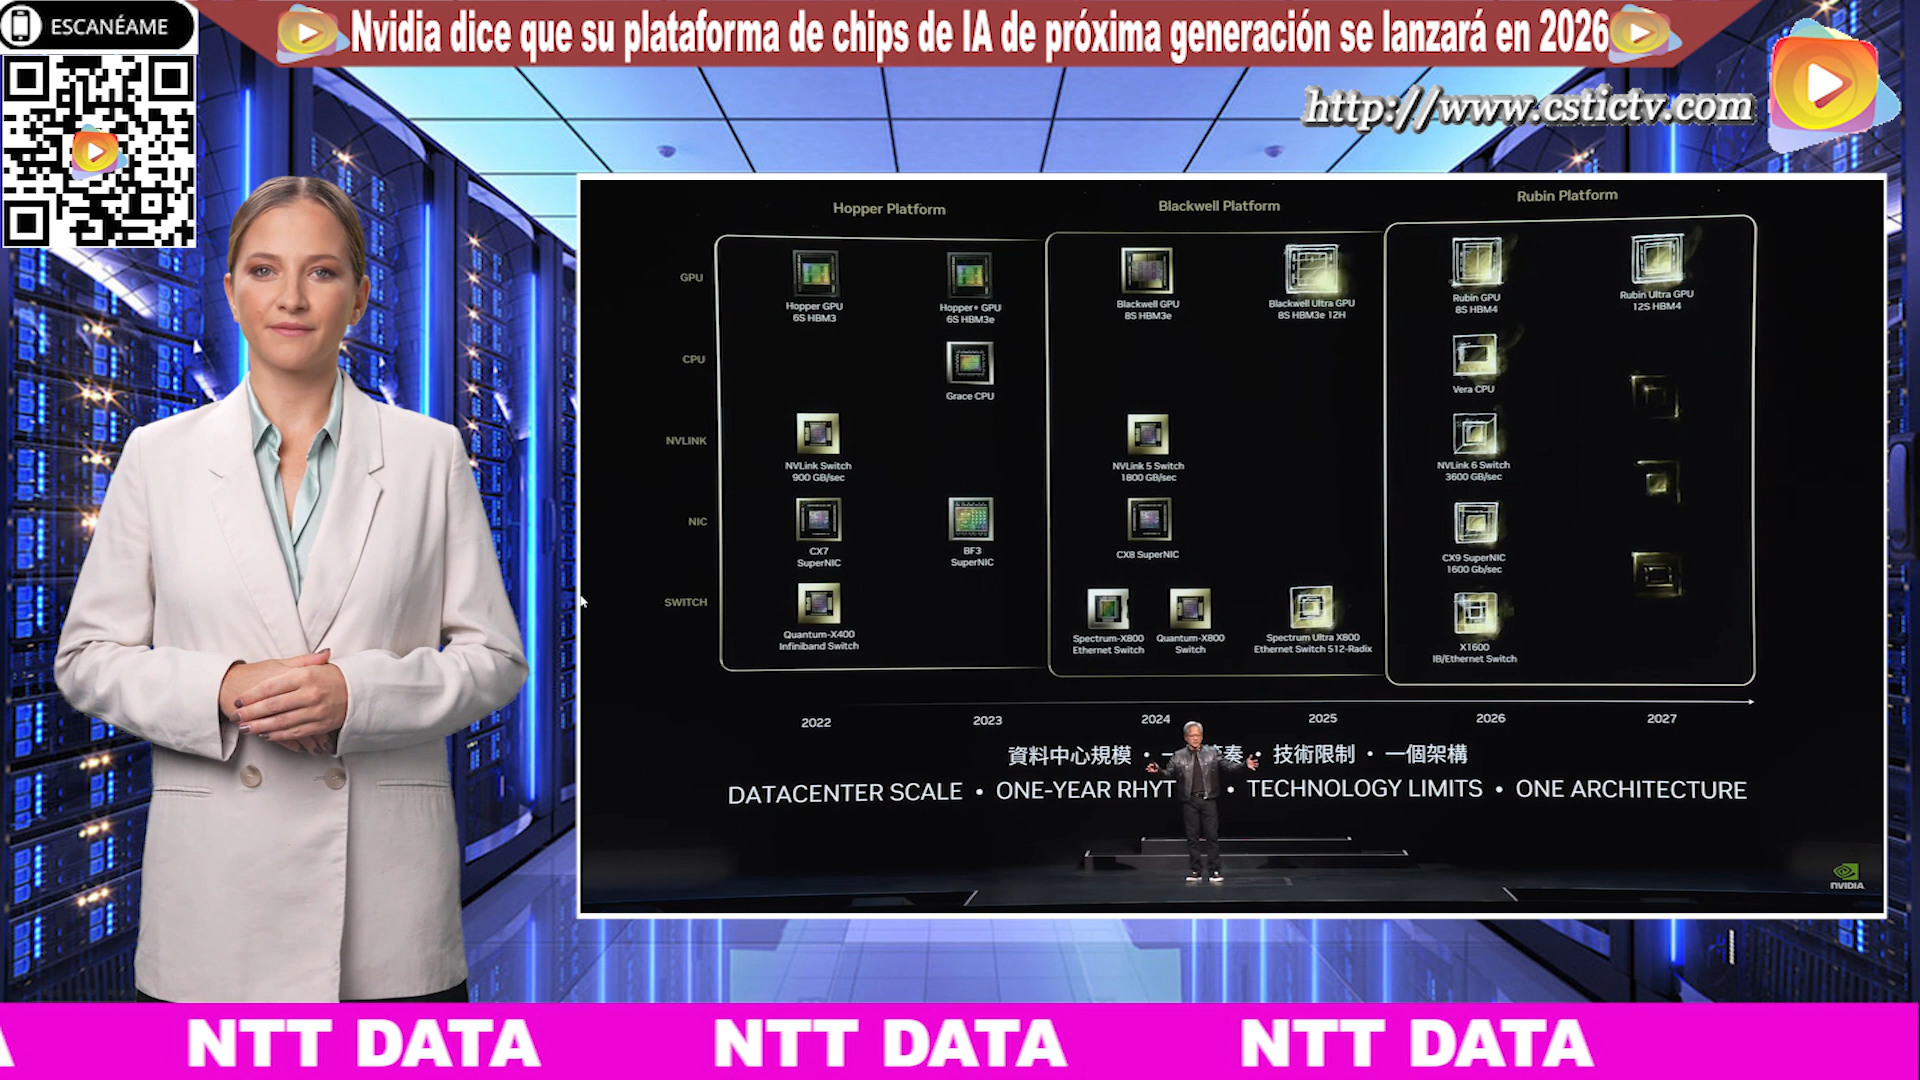 ESCANÉAME
Nvidia dice que su plataforma de chips de IA de próxima generación se lanzará en 2026
http://www.cstictv.com
Hopper Platform
Blackwell Platform
Rubin Platform
GPU
Hopper GPU
6S HBM3
Hopper+ GPU
6S HBM3e
Blackwell GPU
8S HBM3e
Blackwell Ultra GPU
8S HBM3e 12H
Rubin GPU
8S HBM4
Rubin Ultra GPU
12S HBM4
CPU
Grace CPU
Vera CPU
NVLINK
NVLink Switch
900 GB/sec
NVLink 5 Switch
1800 GB/sec
NVLink 6 Switch
3600 GB/sec
NIC
CX7
SuperNIC
BF3
SuperNIC
CX8 SuperNIC
CX9 SuperNIC
1600 Gb/sec
SWITCH
Quantum-X400
Infiniband Switch
Spectrum-X800
Ethernet Switch
Quantum-X800
Switch
Spectrum Ultra X800
Ethernet Switch 512-Radix
X1600
IB/Ethernet Switch
2022
2023
2024
2025
2026
2027
資料中心規模 • 一 奏 • 技術限制 • 一個架構
DATACENTER SCALE • ONE-YEAR RHYT • TECHNOLOGY LIMITS • ONE ARCHITECTURE
NVIDIA
A NTT DATA NTT DATA NTT DATA